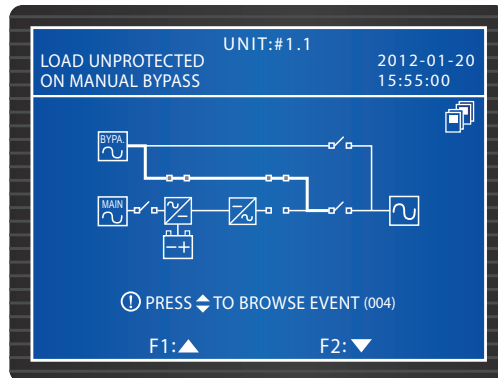 UNIT:#1.1
LOAD UNPROTECTED
2012-01-20
ON MANUAL BYPASS
15:55:00
BYPA.
MAIN
PRESS TO BROWSE EVENT (004)
F1:
F2: